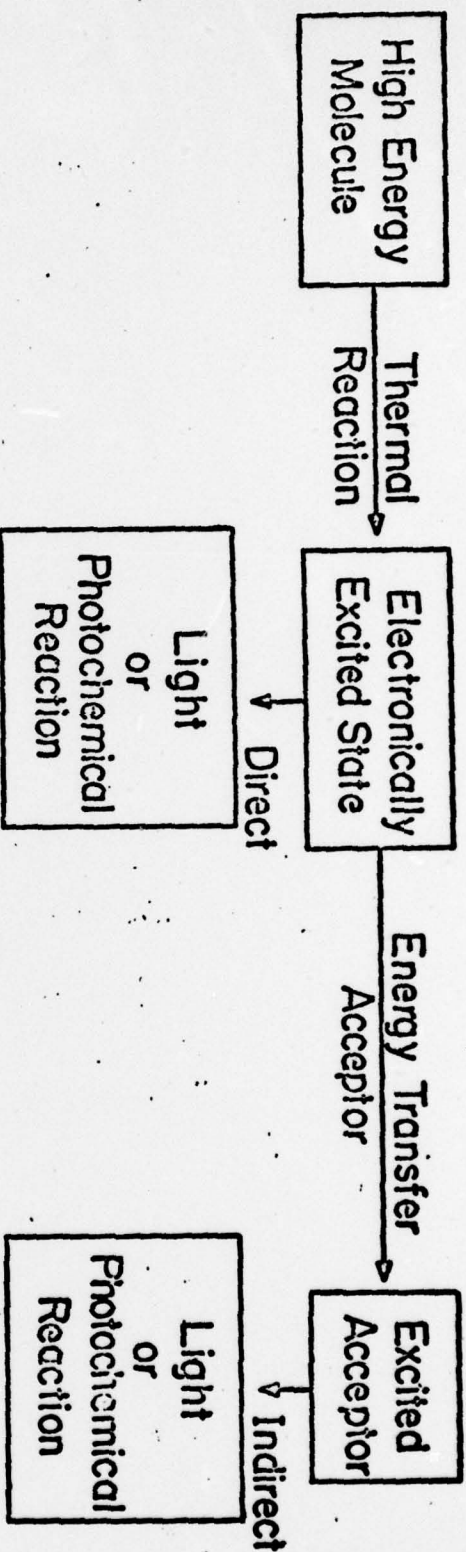 High Energy
Molecule
Thermal
Reaction
Electronically
Excited State
Direct
Light
or
Photochemical
Reaction
Energy Transfer
Acceptor
Excited
Acceptor
Indirect
Light
or
Photochemical
Reaction